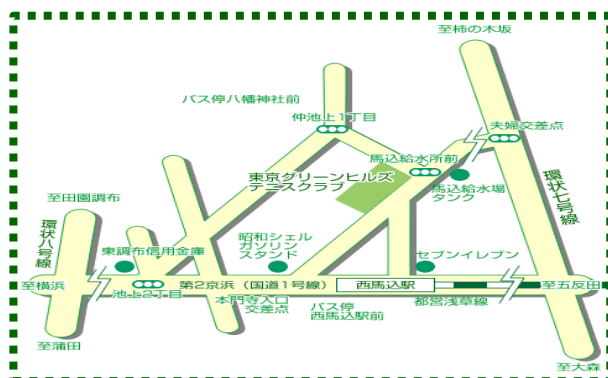 至柿の木坂
バス停八幡神社前
仲池上1丁目
夫婦交差点
馬込給水所前
東京グリーンヒルズ
テニスクラブ
馬込給水場
タンク
環状七号線
至田園調布
環状八号線
東調布信用金庫
昭和シェル
ガソリン
スタンド
セブンイレブン
至横浜
池上2丁目
第2京浜（国道1号線）
西馬込駅
至五反田
本門寺入口
交差点
バス停
西馬込駅前
都営浅草線
至蒲田
至大森